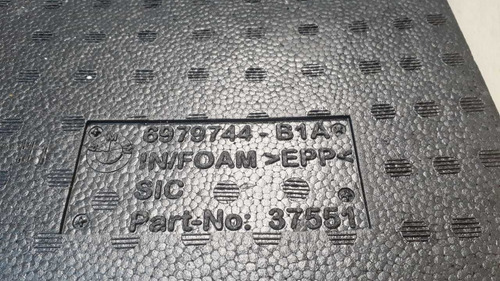 6979744-B1A
IN/FOAM >EPP<
SIC
Part-No: 37551